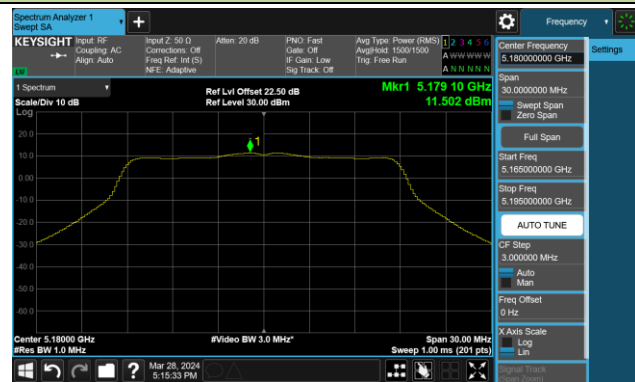 Spectrum Analyzer 1
Swept SA
+
Frequency
KEYSIGHT
Input: RF
Coupling: AC
Align: Auto
Input Z: 50 Ω
Corrections: Off
Freq Ref: Int (S)
NFE: Adaptive
Atten: 20 dB
PNO: Fast
Gate: Off
IF Gain: Low
Sig Track: Off
Avg Type: Power (RMS)
Avg|Hold: 1500/1500
Trig: Free Run
1 2 3 4 5 6
A W W W W W
A N N N N N
1 Spectrum
Scale/Div 10 dB
Log
Ref Lvl Offset 22.50 dB
Ref Level 30.00 dBm
Mkr1 5.179 10 GHz
11.502 dBm
1
20.0
10.0
0.00
-10.0
-20.0
-30.0
-40.0
-50.0
-60.0
Center 5.18000 GHz
#Res BW 1.0 MHz
#Video BW 3.0 MHz*
Span 30.00 MHz
Sweep 1.00 ms (201 pts)
Mar 28, 2024
5:15:33 PM
Center Frequency
5.180000000 GHz
Settings
Span
30.0000000 MHz
Swept Span
Zero Span
Full Span
Start Freq
5.165000000 GHz
Stop Freq
5.195000000 GHz
AUTO TUNE
CF Step
3.000000 MHz
Auto
Man
Freq Offset
0 Hz
X Axis Scale
Log
Lin
Signal Track
(Span Zoom)